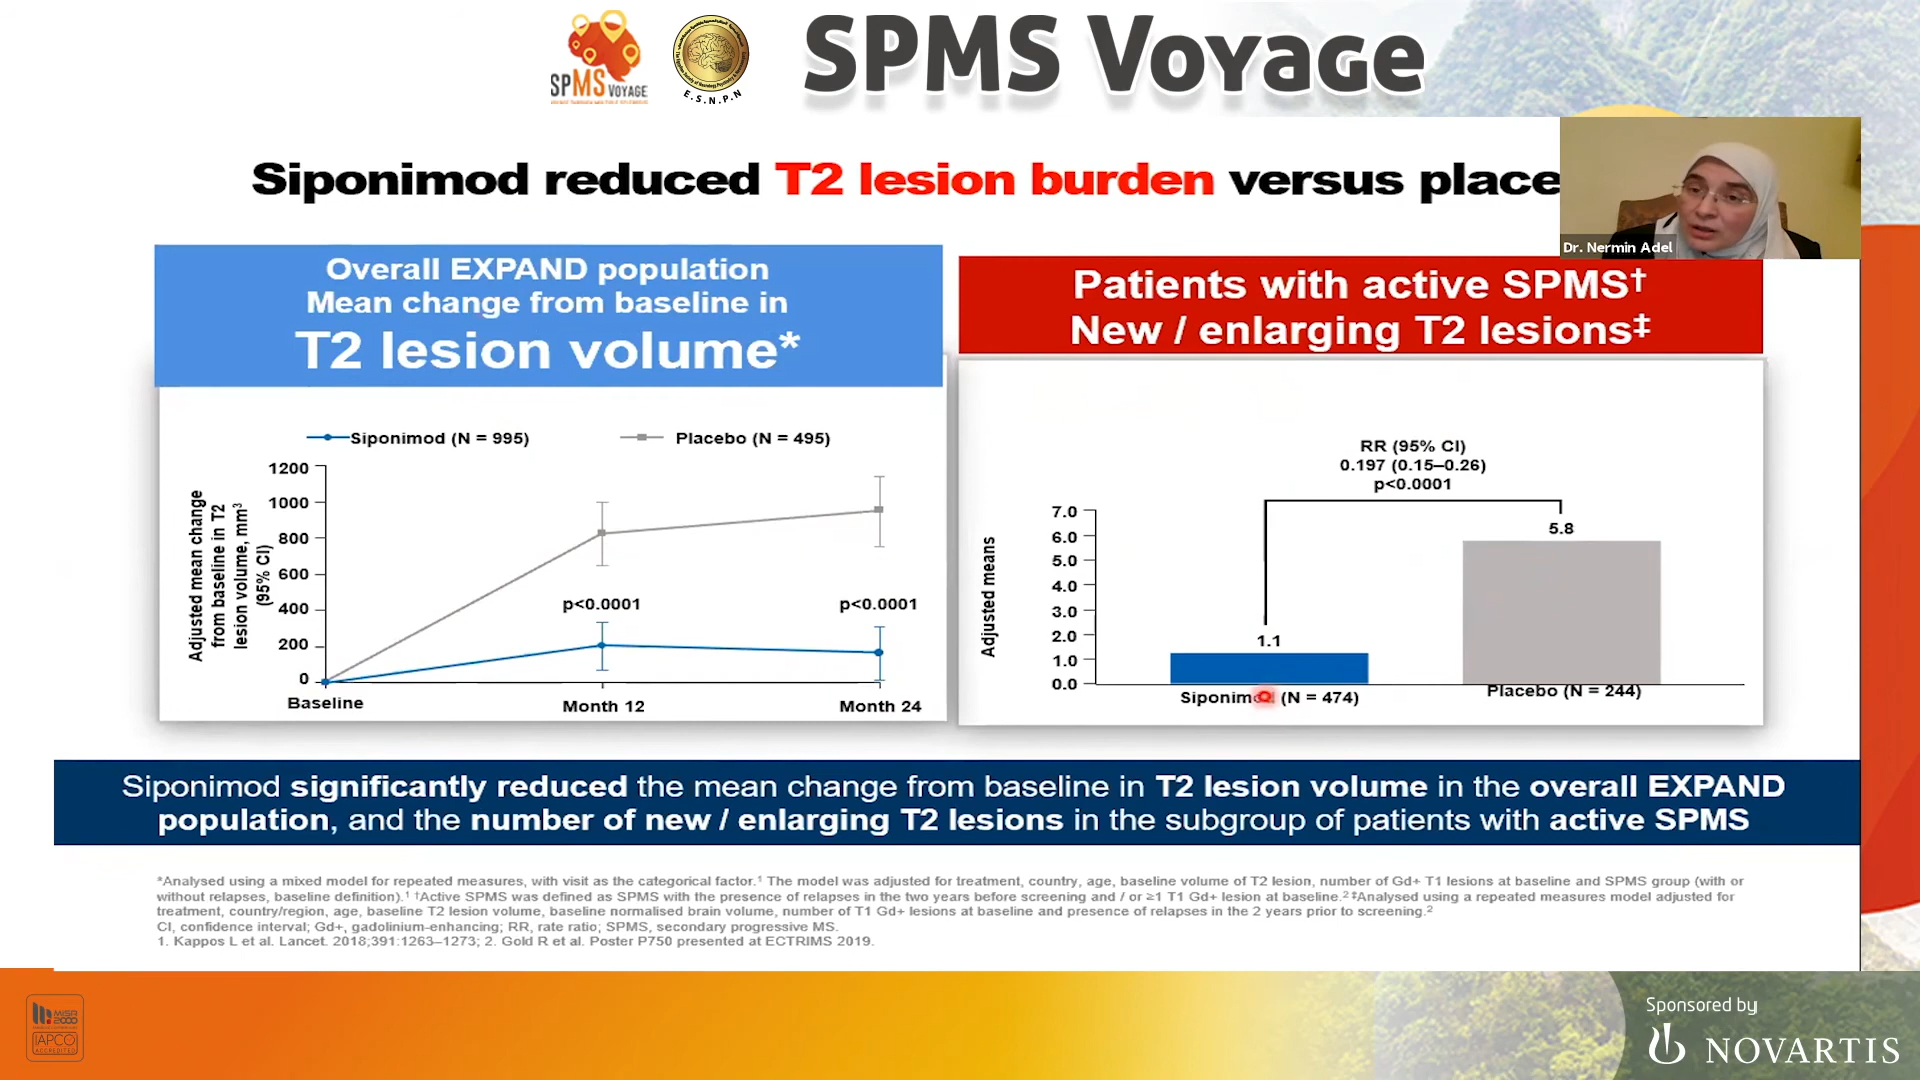 SPMS VOYAGE
E.S.N.P.N
SPMS Voyage
Siponimod reduced T2 lesion burden versus place
Dr. Nermin Adel
Overall EXPAND population
Mean change from baseline in
T2 lesion volume*
Siponimod (N = 995)
Placebo (N = 495)
Adjusted mean change
from baseline in T2
lesion volume, mm³
(95% CI)
1200
1000
800
600
400
200
0
p<0.0001
p<0.0001
Baseline
Month 12
Month 24
Patients with active SPMS†
New / enlarging T2 lesions‡
RR (95% CI)
0.197 (0.15–0.26)
p<0.0001
Adjusted means
7.0
6.0
5.0
4.0
3.0
2.0
1.0
0.0
1.1
5.8
(N = 474)
Placebo (N = 244)
Siponimod significantly reduced the mean change from baseline in T2 lesion volume in the overall EXPAND
population, and the number of new / enlarging T2 lesions in the subgroup of patients with active SPMS
*Analysed using a mixed model for repeated measures, with visit as the categorical factor.¹ The model was adjusted for treatment, country, age, baseline volume of T2 lesion, number of Gd+ T1 lesions at baseline and SPMS group (with or
without relapses, baseline definition).¹ †Active SPMS was defined as SPMS with the presence of relapses in the two years before screening and / or ≥1 T1 Gd+ lesion at baseline.² ‡Analysed using a repeated measures model adjusted for
treatment, country/region, age, baseline T2 lesion volume, baseline normalised brain volume, number of T1 Gd+ lesions at baseline and presence of relapses in the 2 years prior to screening.²
CI, confidence interval; Gd+, gadolinium-enhancing; RR, rate ratio; SPMS, secondary progressive MS.
1. Kappos L et al. Lancet. 2018;391:1263–1273; 2. Gold R et al. Poster P750 presented at ECTRIMS 2019.
MISR
2000
IAPCO
ACCREDITED
Sponsored by
NOVARTIS